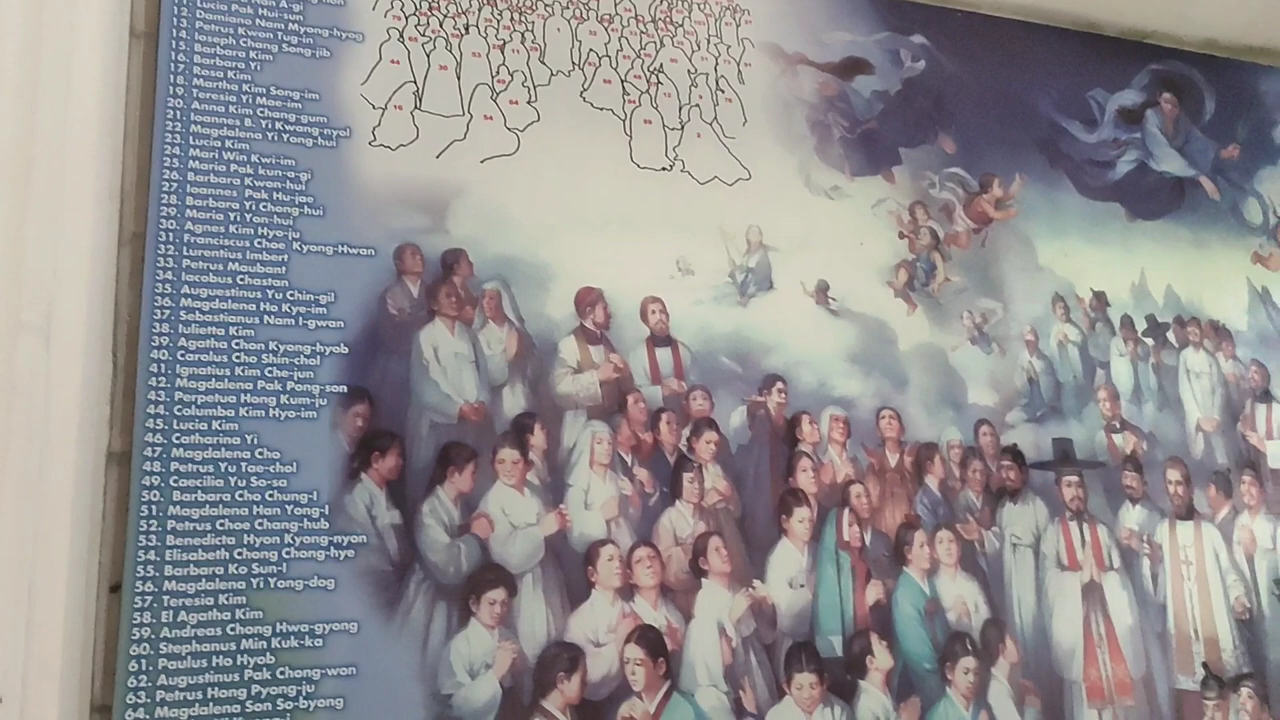 11. Lucia Pak Hui-sun
12. Damiano Nam Myong-hyog
13. Petrus Kwon Tug-in
14. Ioseph Chang Song-jib
15. Barbara Kim
16. Barbara Yi
17. Rosa Kim
18. Martha Kim Song-im
19. Teresia Yi Mae-im
20. Anna Kim Chang-gum
21. Ioannes B. Yi Kwang-nyol
22. Magdalena Yi Yong-hui
23. Lucia Kim
24. Mari Win Kwi-im
25. Maria Pak kun-a-gi
26. Barbara Kwon-hui
27. Ioannes Pak Hu-jae
28. Barbara Yi Chong-hui
29. Maria Yi Yon-hui
30. Agnes Kim Hyo-ju
31. Franciscus Choe Kyong-Hwan
32. Lurentius Imbert
33. Petrus Maubant
34. Iacobus Chastan
35. Auguestinus Yu Chin-gil
36. Magdalena Ho Kye-im
37. Sebastianus Nam I-gwan
38. Iulietta Kim
39. Agatha Chon Kyong-hyob
40. Carolus Cho Shin-chol
41. Ignatius Kim Che-jun
42. Magdalena Pak Pong-son
43. Perpetua Hong Kum-ju
44. Columba Kim Hyo-im
45. Lucia Kim
46. Catharina Yi
47. Magdalena Cho
48. Petrus Yu Tae-chol
49. Caecilia Yu So-sa
50. Barbara Cho Chung-I
51. Magdalena Han Yong-I
52. Petrus Choe Chang-hub
53. Benedicta Hyon Kyong-nyon
54. Elisabeth Chong Chong-hye
55. Barbara Ko Sun-I
56. Magdalena Yi Yong-dog
57. Teresia Kim
58. El Agatha Kim
59. Andreas Chong Hwa-gyong
60. Stephanus Min Kuk-ka
61. Paulus Ho Hyob
62. Augustinus Pak Chong-won
63. Petrus Hong Pyong-ju
64. Magdalena Son So-byong